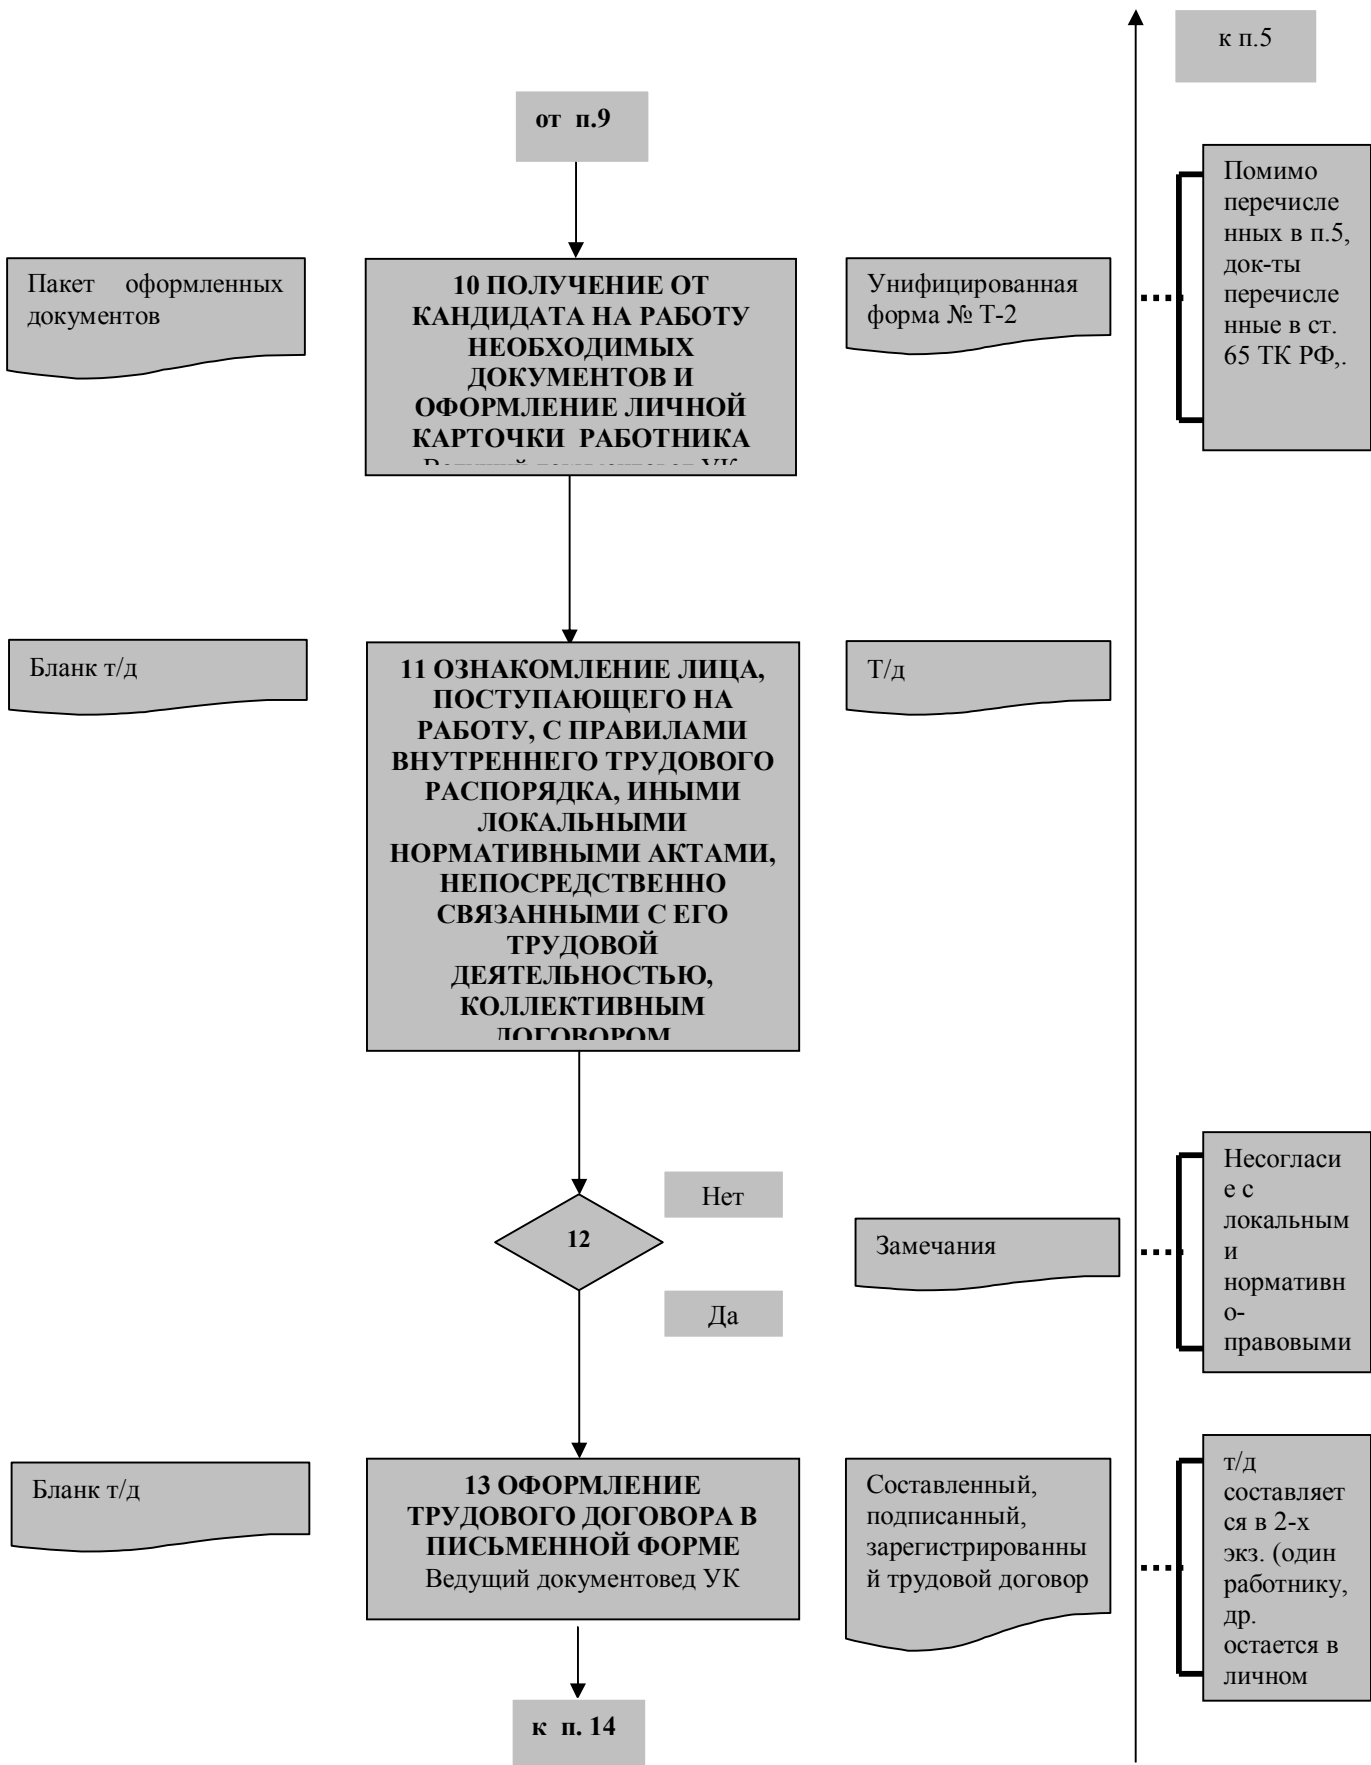 к п.5
от п.9
Помимо
перечисле
нных в п.5,
док-ты
перечисле
нные в ст.
65 ТК РФ,.
Пакет оформленных
документов
10 ПОЛУЧЕНИЕ ОТ
КАНДИДАТА НА РАБОТУ
НЕОБХОДИМЫХ
ДОКУМЕНТОВ И
ОФОРМЛЕНИЕ ЛИЧНОЙ
КАРТОЧКИ РАБОТНИКА
Унифицированная
форма № Т-2
Бланк т/д
11 ОЗНАКОМЛЕНИЕ ЛИЦА,
ПОСТУПАЮЩЕГО НА
РАБОТУ, С ПРАВИЛАМИ
ВНУТРЕННЕГО ТРУДОВОГО
РАСПОРЯДКА, ИНЫМИ
ЛОКАЛЬНЫМИ
НОРМАТИВНЫМИ АКТАМИ,
НЕПОСРЕДСТВЕННО
СВЯЗАННЫМИ С ЕГО
ТРУДОВОЙ
ДЕЯТЕЛЬНОСТЬЮ,
КОЛЛЕКТИВНЫМ
ДОГОВОРОМ
Т/д
Нет
12
Да
Замечания
Несогласи
е с
локальным
и
нормативн
о-
правовыми
Бланк т/д
13 ОФОРМЛЕНИЕ
ТРУДОВОГО ДОГОВОРА В
ПИСЬМЕННОЙ ФОРМЕ
Ведущий документовед УК
Составленный,
подписанный,
зарегистрированны
й трудовой договор
т/д
составляет
ся в 2-х
экз. (один
работнику,
др.
остается в
личном
к п. 14